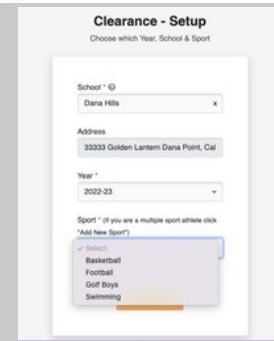 Clearance - Setup
Choose which Year, School & Sport
School *
Dana Hills x
Address
33333 Golden Lantern Dana Point, Cal
Year *
2022-23
Sport * (If you are a multiple sport athlete click
"Add New Sport")
✓ Select
Basketball
Football
Golf Boys
Swimming